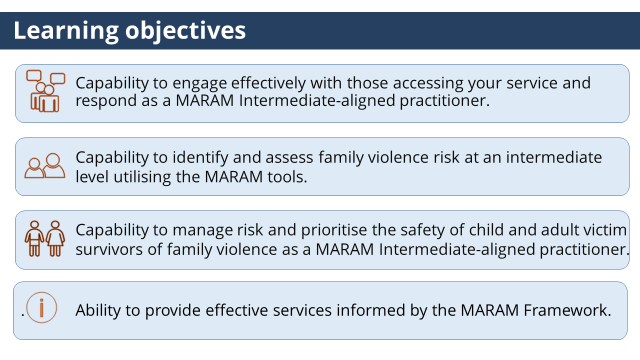 Learning objectives
Capability to engage effectively with those accessing your service and
respond as a MARAM Intermediate-aligned practitioner.
Capability to identify and assess family violence risk at an intermediate
level utilising the MARAM tools.
Capability to manage risk and prioritise the safety of child and adult victim
survivors of family violence as a MARAM Intermediate-aligned practitioner.
. i Ability to provide effective services informed by the MARAM Framework.